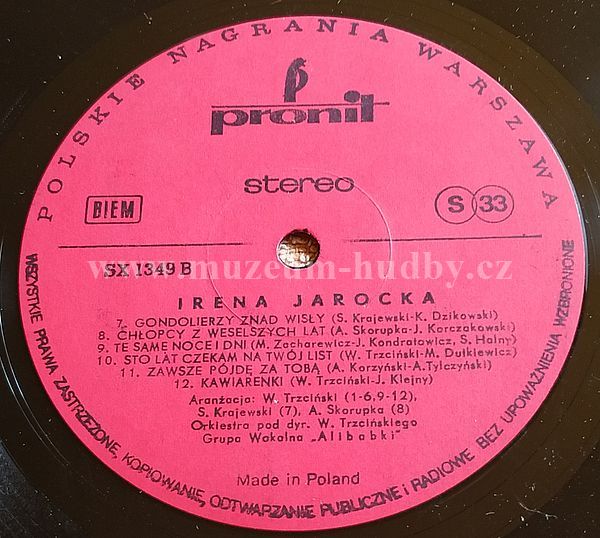 POLSKIE NAGRANIA WARSZAWA
pronit
stereo
BIEM
S 33
SX 1349 B
www.muzeum-hudby.cz
IRENA JAROCKA
7. GONDOLIERZY ZNAD WISŁY (S. Krajewski-K. Dzikowski)
8. CHŁOPCY Z WESELSZYCH LAT (A. Skorupka-J. Korczakowski)
9. TE SAME NOCE I DNI (M. Zacharewicz-J. Kondratowicz, S. Halny)
10. STO LAT CZEKAM NA TWÓJ LIST (W. Trzciński-M. Dutkiewicz)
11. ZAWSZE PÓJDĘ ZA TOBĄ (A. Korzyński-A.Tylczyński)
12. KAWIARENKI (W. Trzciński-J. Klejny)
Aranżacja: W. Trzciński (1-6,9-12),
S. Krajewski (7), A. Skorupka (8)
Orkiestra pod dyr. W. Trzcińskiego
Grupa Wokalna „Alibabki"
Made in Poland
WSZYSTKIE PRAWA ZASTRZEŻONE, KOPIOWANIE, ODTWARZANIE PUBLICZNE i RADIOWE BEZ UPOWAŻNIENIA WZBRONIONE